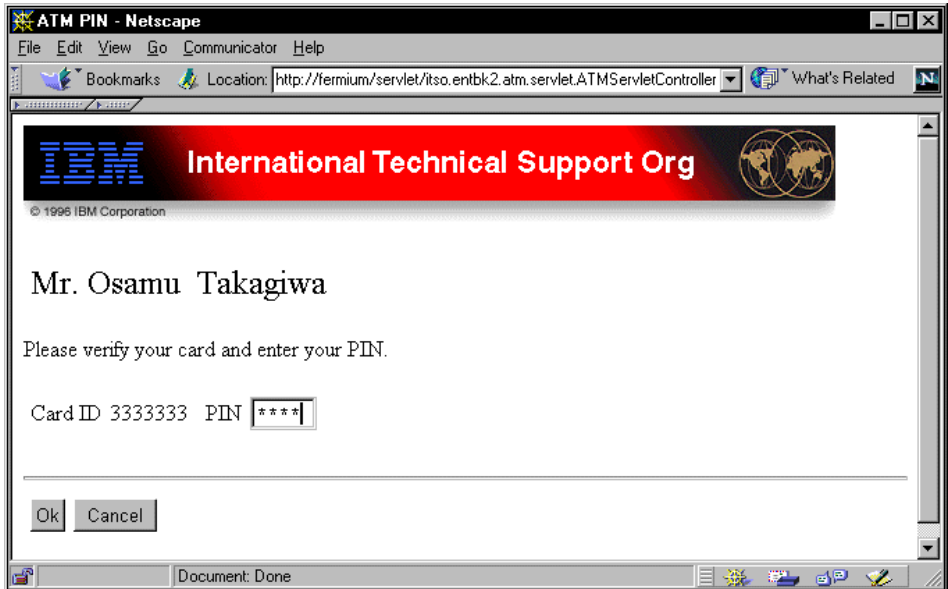 ATM PIN - Netscape
File Edit View Go Communicator Help
Bookmarks Location: http://fermium/servlet/itso.entbk2.atm.servlet.ATMServletController What's Related N
IBM International Technical Support Org
© 1996 IBM Corporation
Mr. Osamu Takagiwa
Please verify your card and enter your PIN.
Card ID 3333333 PIN ****
Ok Cancel
Document: Done